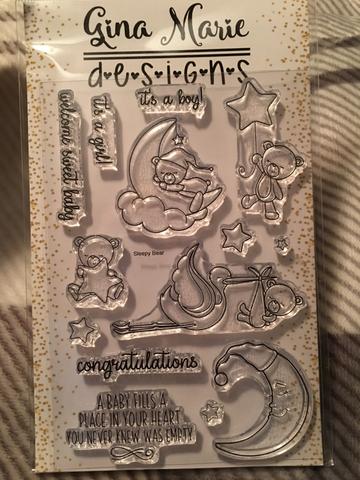 Gina Marie
designs
it's a boy!
it's a girl!
welcome sweet baby
Sleepy Bear
congratulations
A BABY FILLS A
PLACE IN YOUR HEART
YOU NEVER KNEW WAS EMPTY.